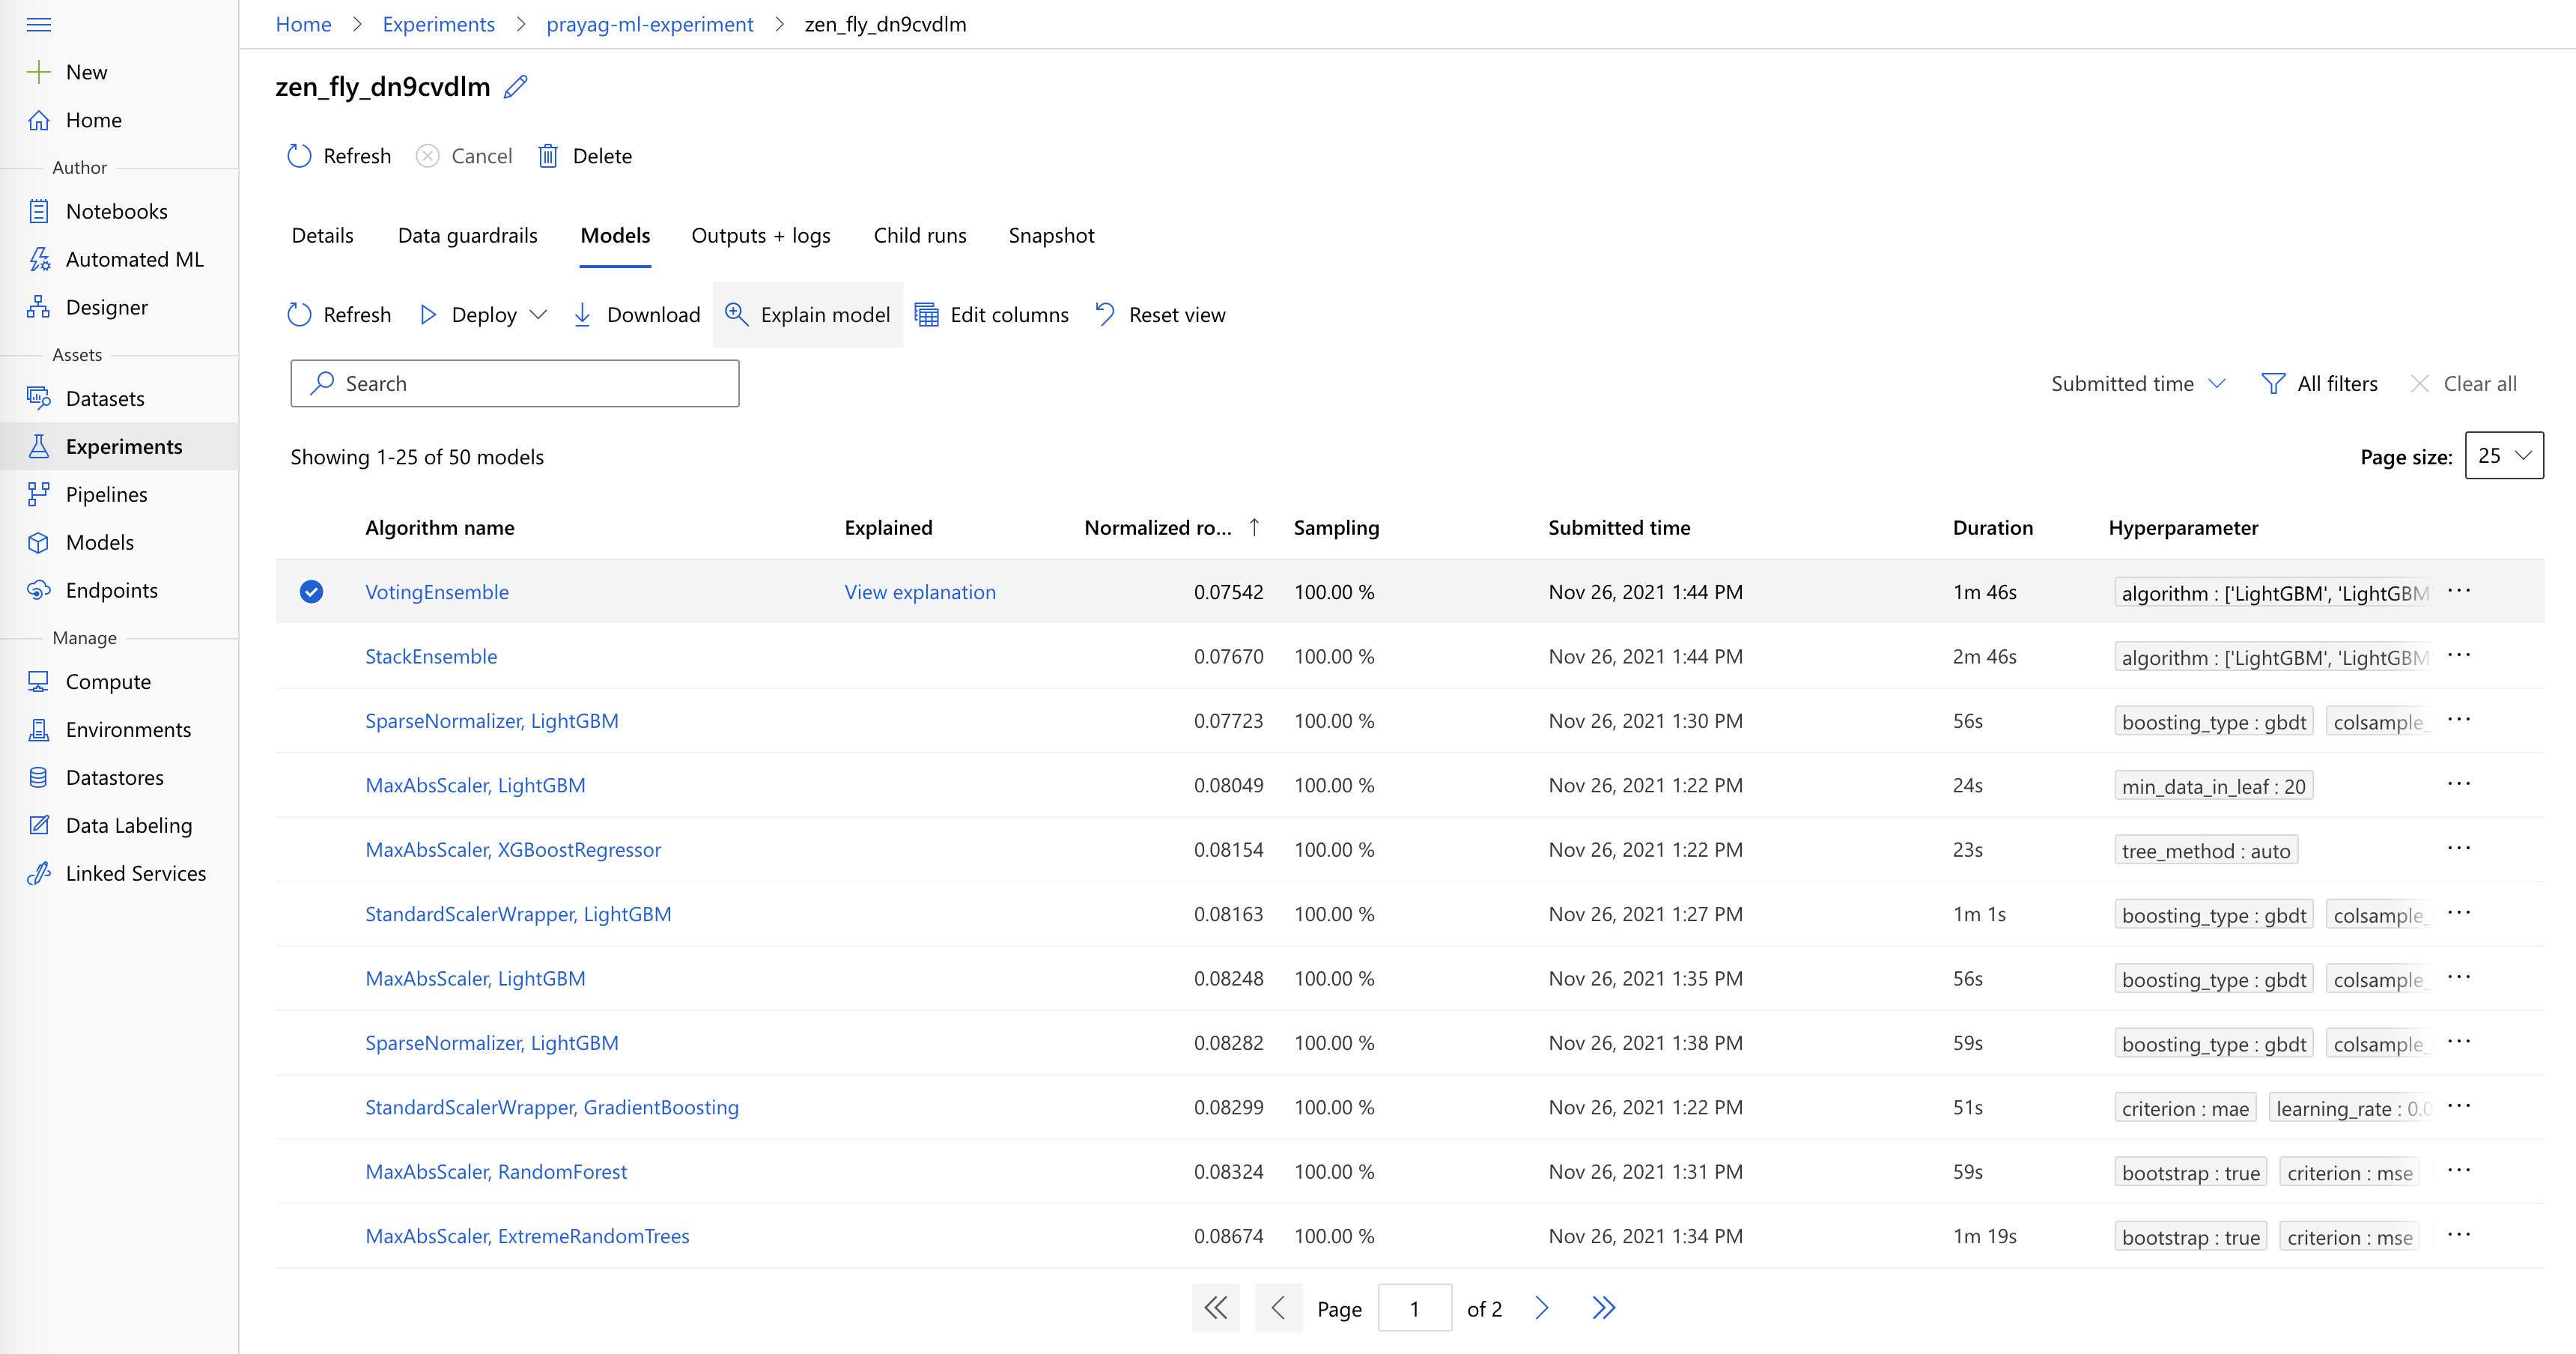 Home > Experiments > prayag-ml-experiment > zen_fly_dn9cvdlm
New
Home
Author
Notebooks
Automated ML
Designer
Assets
Datasets
Experiments
Pipelines
Models
Endpoints
Manage
Compute
Environments
Datastores
Data Labeling
Linked Services
zen_fly_dn9cvdlm
Refresh Cancel Delete
Details Data guardrails Models Outputs + logs Child runs Snapshot
Refresh Deploy Download Explain model Edit columns Reset view
Search Submitted time All filters Clear all
Showing 1-25 of 50 models Page size: 25
Algorithm name Explained Normalized ro... ↑ Sampling Submitted time Duration Hyperparameter
VotingEnsemble View explanation 0.07542 100.00 % Nov 26, 2021 1:44 PM 1m 46s algorithm : ['LightGBM', 'LightGBM' ...
StackEnsemble 0.07670 100.00 % Nov 26, 2021 1:44 PM 2m 46s algorithm : ['LightGBM', 'LightGBM' ...
SparseNormalizer, LightGBM 0.07723 100.00 % Nov 26, 2021 1:30 PM 56s boosting_type : gbdt colsample_ ...
MaxAbsScaler, LightGBM 0.08049 100.00 % Nov 26, 2021 1:22 PM 24s min_data_in_leaf : 20 ...
MaxAbsScaler, XGBoostRegressor 0.08154 100.00 % Nov 26, 2021 1:22 PM 23s tree_method : auto ...
StandardScalerWrapper, LightGBM 0.08163 100.00 % Nov 26, 2021 1:27 PM 1m 1s boosting_type : gbdt colsample_ ...
MaxAbsScaler, LightGBM 0.08248 100.00 % Nov 26, 2021 1:35 PM 56s boosting_type : gbdt colsample_ ...
SparseNormalizer, LightGBM 0.08282 100.00 % Nov 26, 2021 1:38 PM 59s boosting_type : gbdt colsample_ ...
StandardScalerWrapper, GradientBoosting 0.08299 100.00 % Nov 26, 2021 1:22 PM 51s criterion : mae learning_rate : 0.0 ...
MaxAbsScaler, RandomForest 0.08324 100.00 % Nov 26, 2021 1:31 PM 59s bootstrap : true criterion : mse ...
MaxAbsScaler, ExtremeRandomTrees 0.08674 100.00 % Nov 26, 2021 1:34 PM 1m 19s bootstrap : true criterion : mse ...
Page 1 of 2